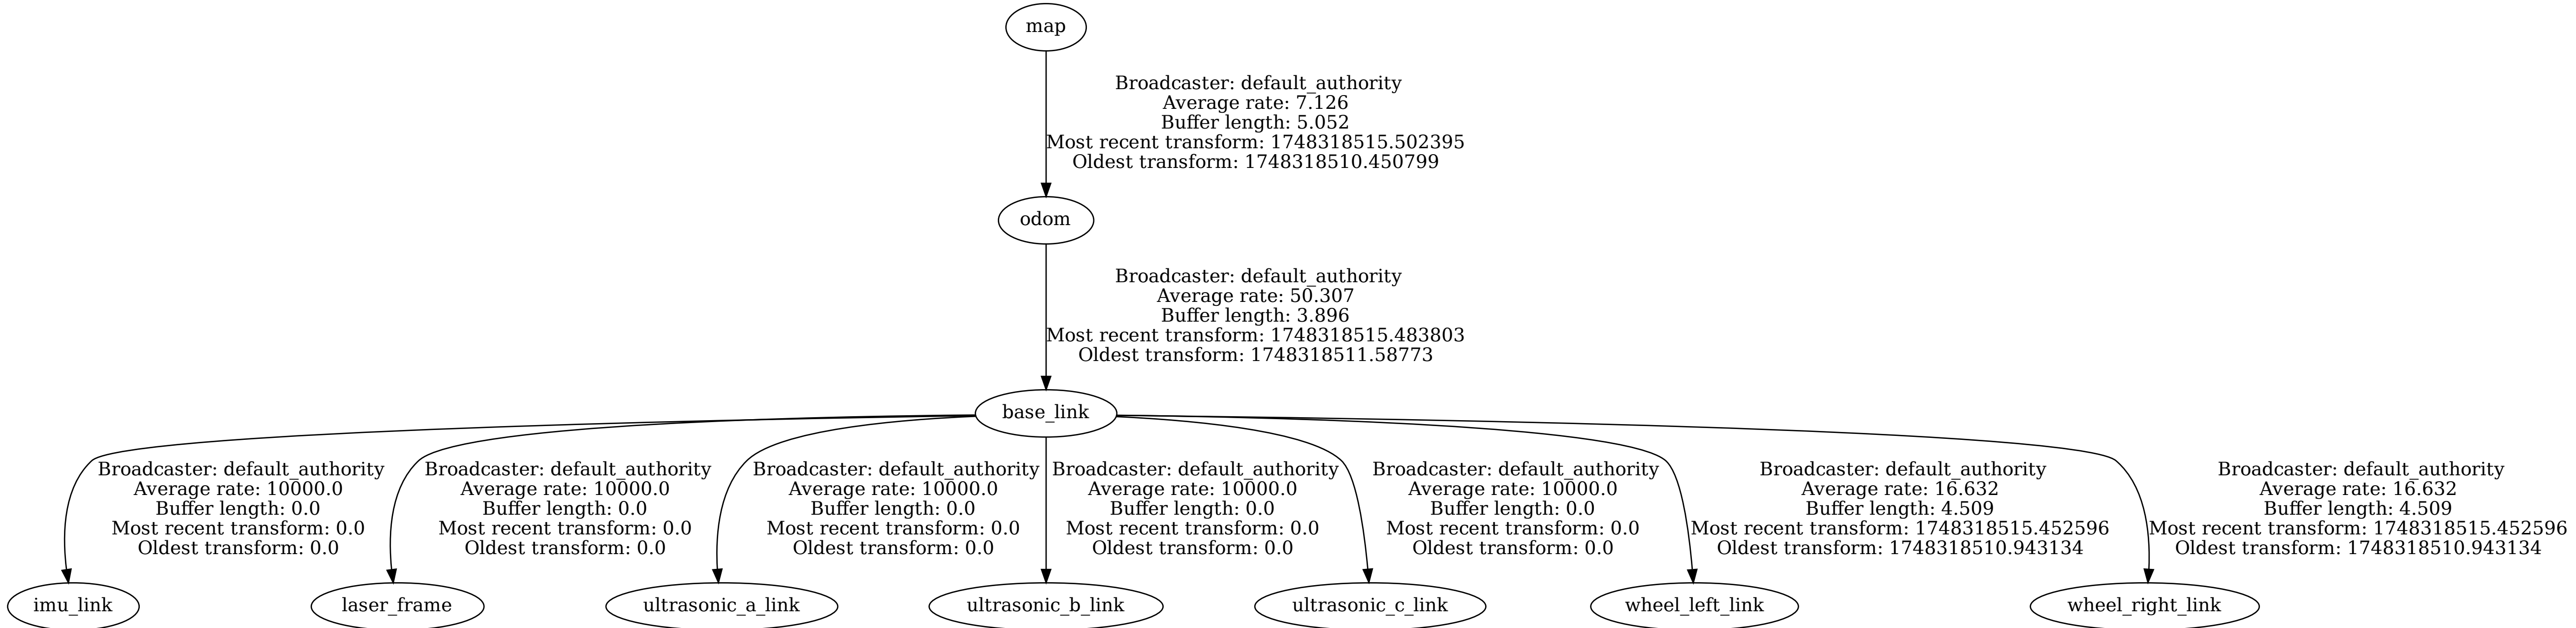 map
Broadcaster: default_authority
Average rate: 7.126
Buffer length: 5.052
Most recent transform: 1748318515.502395
Oldest transform: 1748318510.450799
odom
Broadcaster: default_authority
Average rate: 50.307
Buffer length: 3.896
Most recent transform: 1748318515.483803
Oldest transform: 1748318511.58773
base_link
Broadcaster: default_authority
Average rate: 10000.0
Buffer length: 0.0
Most recent transform: 0.0
Oldest transform: 0.0
Broadcaster: default_authority
Average rate: 10000.0
Buffer length: 0.0
Most recent transform: 0.0
Oldest transform: 0.0
Broadcaster: default_authority
Average rate: 10000.0
Buffer length: 0.0
Most recent transform: 0.0
Oldest transform: 0.0
Broadcaster: default_authority
Average rate: 10000.0
Buffer length: 0.0
Most recent transform: 0.0
Oldest transform: 0.0
Broadcaster: default_authority
Average rate: 10000.0
Buffer length: 0.0
Most recent transform: 0.0
Oldest transform: 0.0
Broadcaster: default_authority
Average rate: 16.632
Buffer length: 4.509
Most recent transform: 1748318515.452596
Oldest transform: 1748318510.943134
Broadcaster: default_authority
Average rate: 16.632
Buffer length: 4.509
Most recent transform: 1748318515.452596
Oldest transform: 1748318510.943134
imu_link
laser_frame
ultrasonic_a_link
ultrasonic_b_link
ultrasonic_c_link
wheel_left_link
wheel_right_link